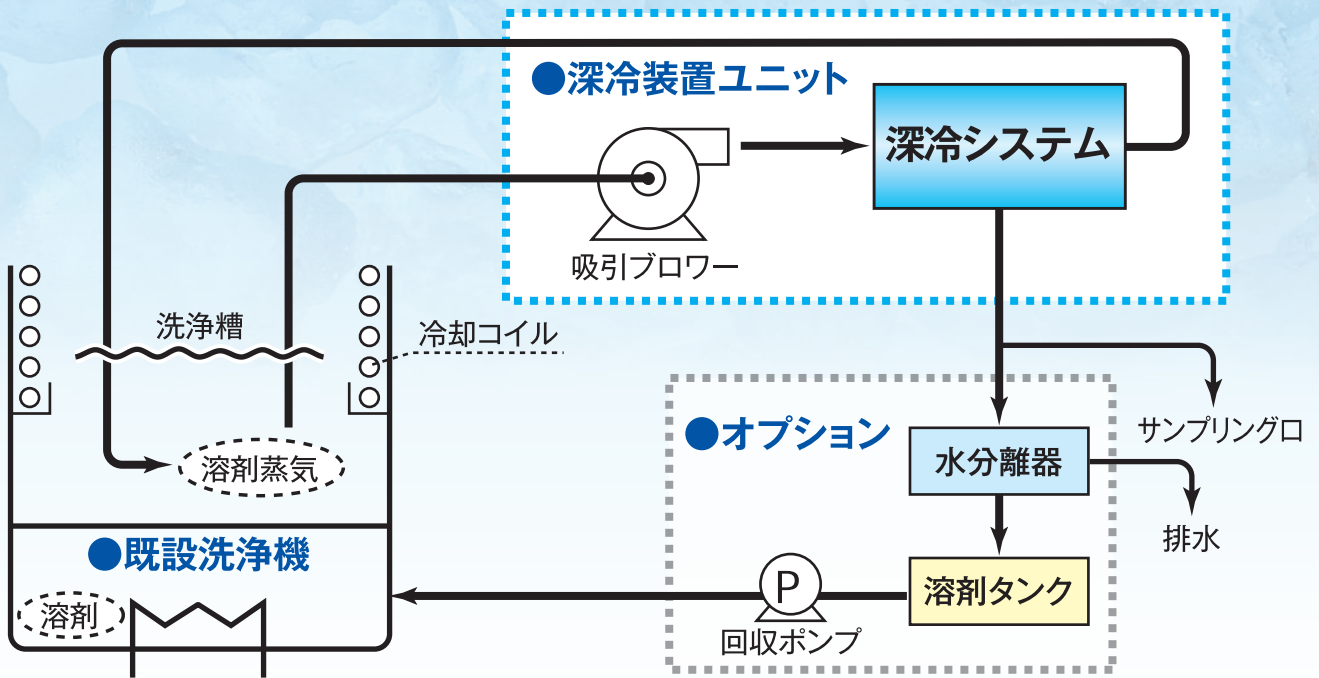 ●深冷装置ユニット
深冷システム
吸引ブロワー
洗浄糟
冷却コイル
サンプリング口
●オプション
水分離器
溶剤蒸気
排水
●既設洗浄機
溶剤タンク
P
溶剤
回収ポンプ